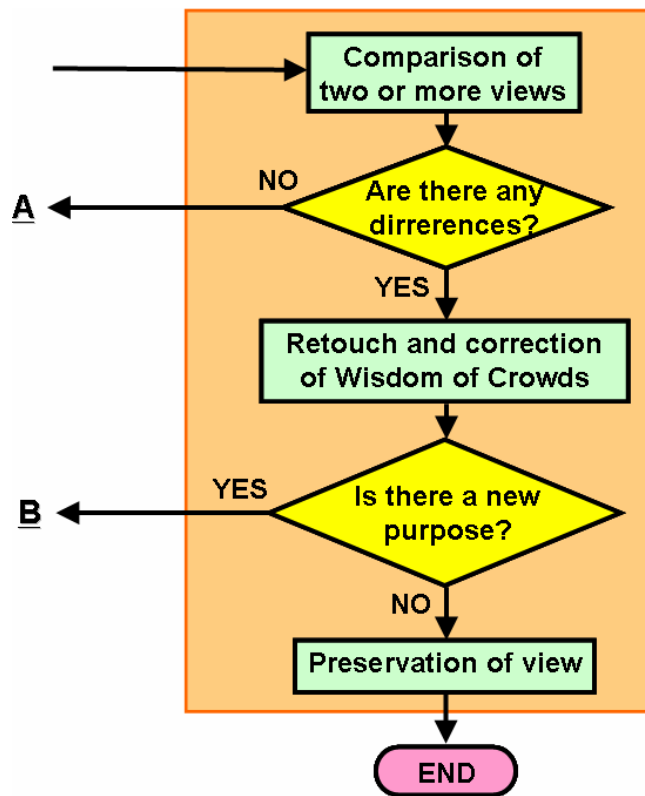 Comparison of
two or more views
NO
Are there any
dirrerences?
A
YES
Retouch and correction
of Wisdom of Crowds
YES
Is there a new
purpose?
B
NO
Preservation of view
END